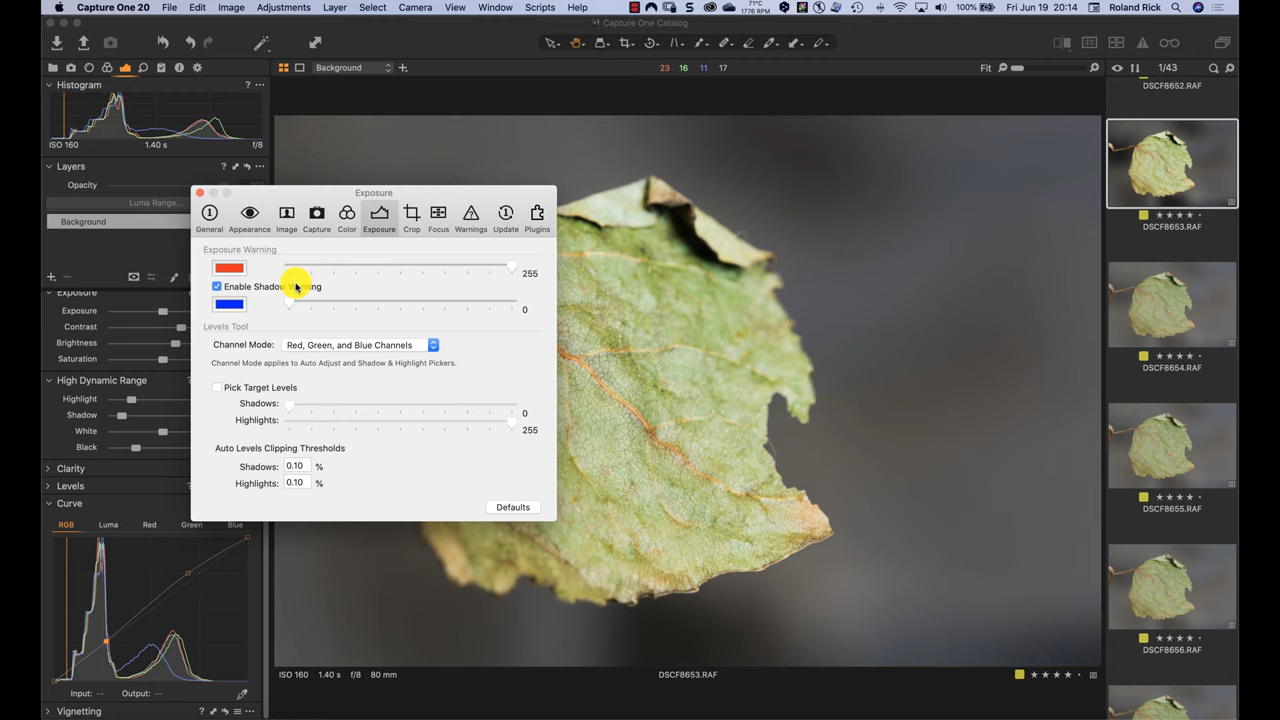 Capture One 20 File Edit Image Adjustments Layer Select Camera View Window Scripts Help 71°C 1776 RPM 100% Fri Jun 19 20:14 Roland Rick
Capture One Catalog
Background 23 16 11 17 Fit 1/43
Histogram ? ...
ISO 160 1.40 s f/8
Layers ? ...
Opacity
Luma Range...
Background
Exposure
Exposure
Contrast
Brightness
Saturation
High Dynamic Range
Highlight
Shadow
White
Black
Clarity
Levels
Curve
RGB Luma Red Green Blue
Input: -- Output: --
Vignetting ? ...
Exposure
General Appearance Image Capture Color Exposure Crop Focus Warnings Update Plugins
Exposure Warning
255
Enable Shadow Warning
0
Levels Tool
Channel Mode: Red, Green, and Blue Channels
Channel Mode applies to Auto Adjust and Shadow & Highlight Pickers.
Pick Target Levels
Shadows: 0
Highlights: 255
Auto Levels Clipping Thresholds
Shadows: 0.10 %
Highlights: 0.10 %
Defaults
ISO 160 1.40 s f/8 80 mm DSCF8653.RAF
DSCF8652.RAF
DSCF8653.RAF
DSCF8654.RAF
DSCF8655.RAF
DSCF8656.RAF